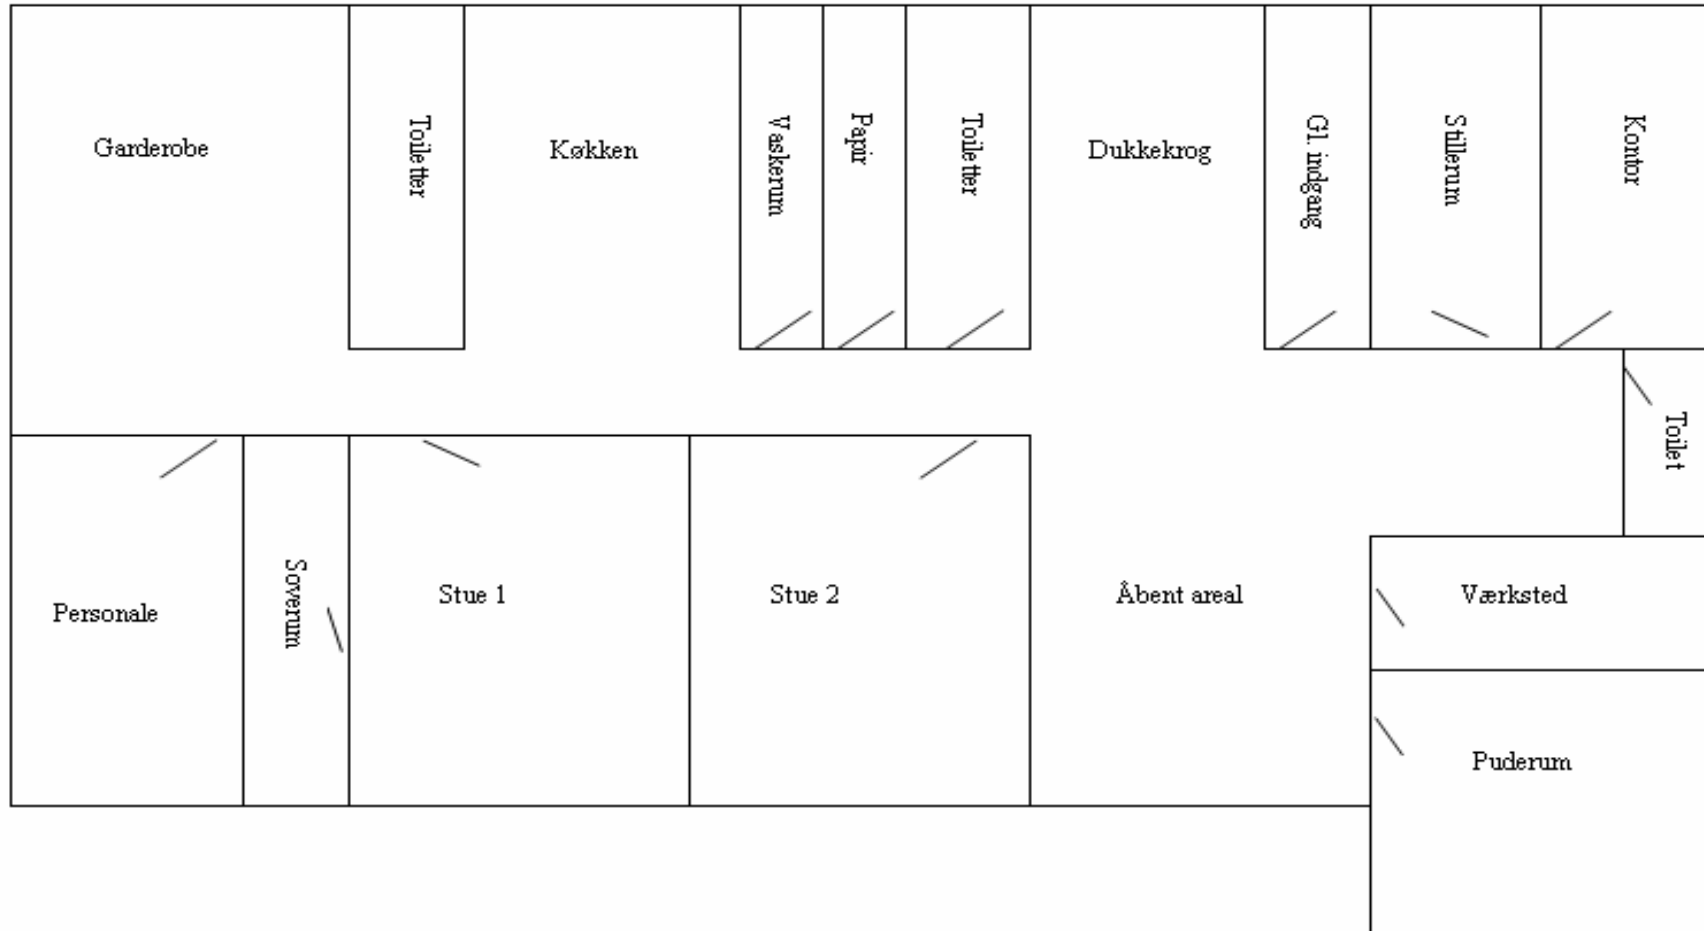 Garderobe
Toiletter
Køkken
Vaskerum
Papir
Toiletter
Dukkekrog
Gl. indgang
Stillerum
Kontor
Toilet
Personale
Soverum
Stue 1
Stue 2
Åbent areal
Værksted
Puderum